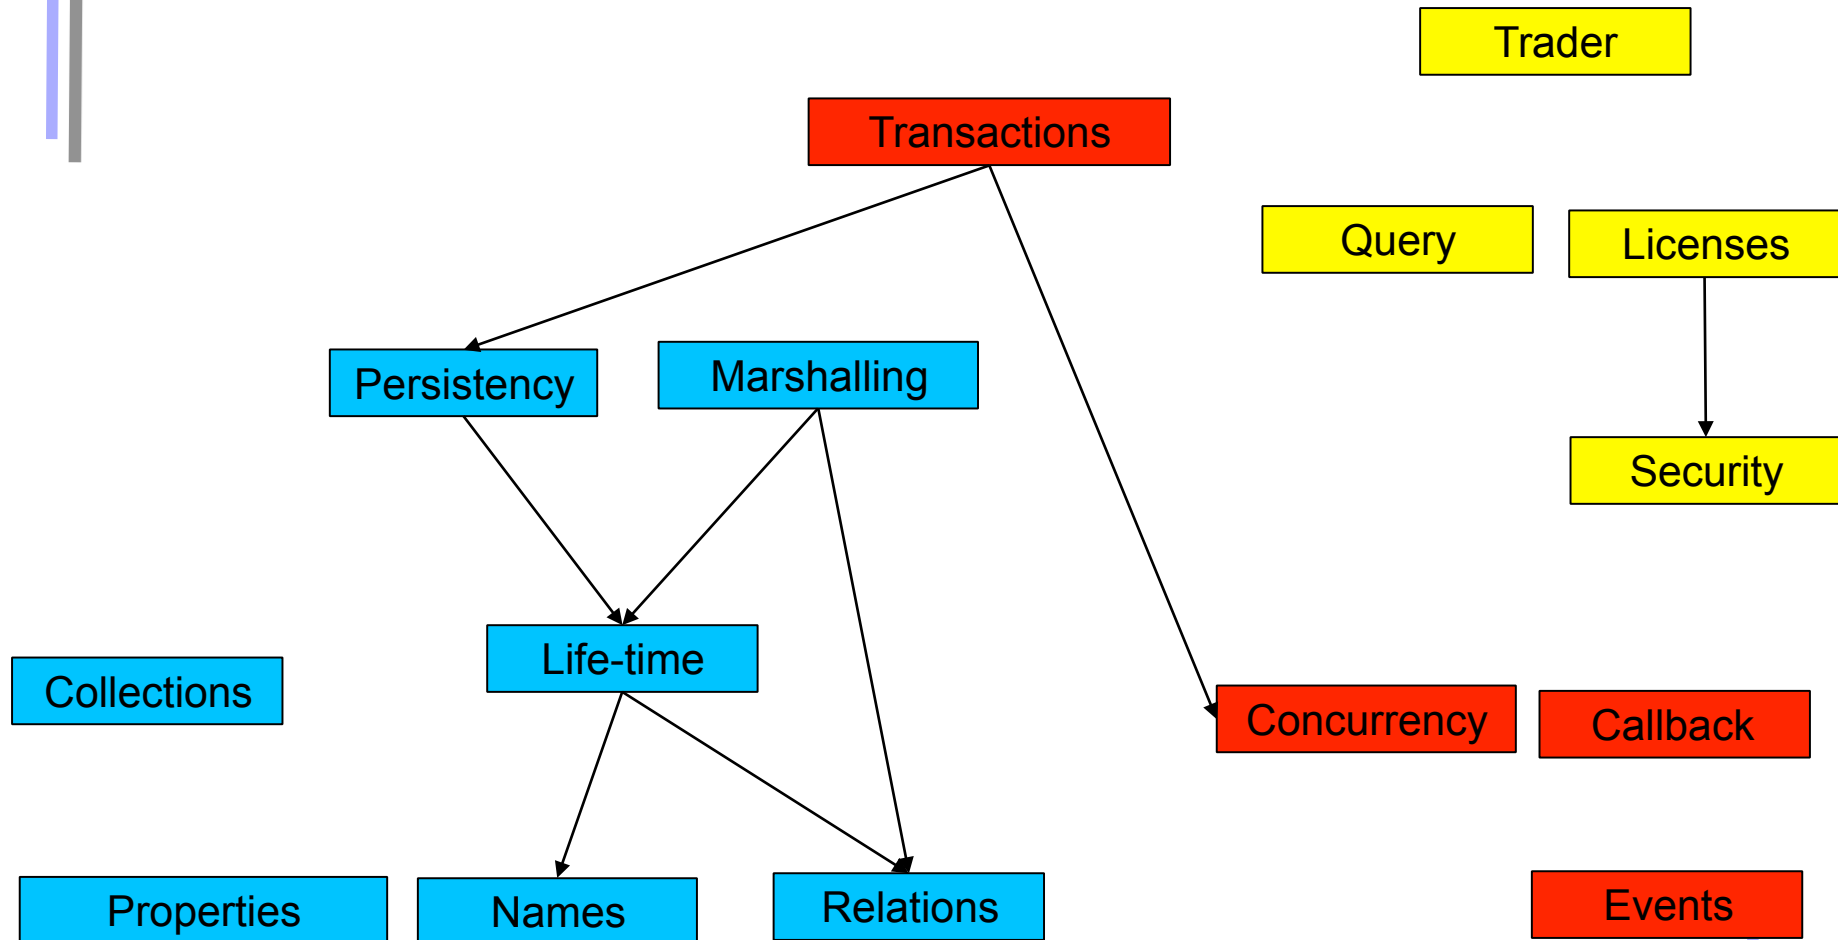 Trader
Transactions
Query
Licenses
Persistency
Marshalling
Security
Life-time
Collections
Concurrency
Callback
Properties
Names
Relations
Events